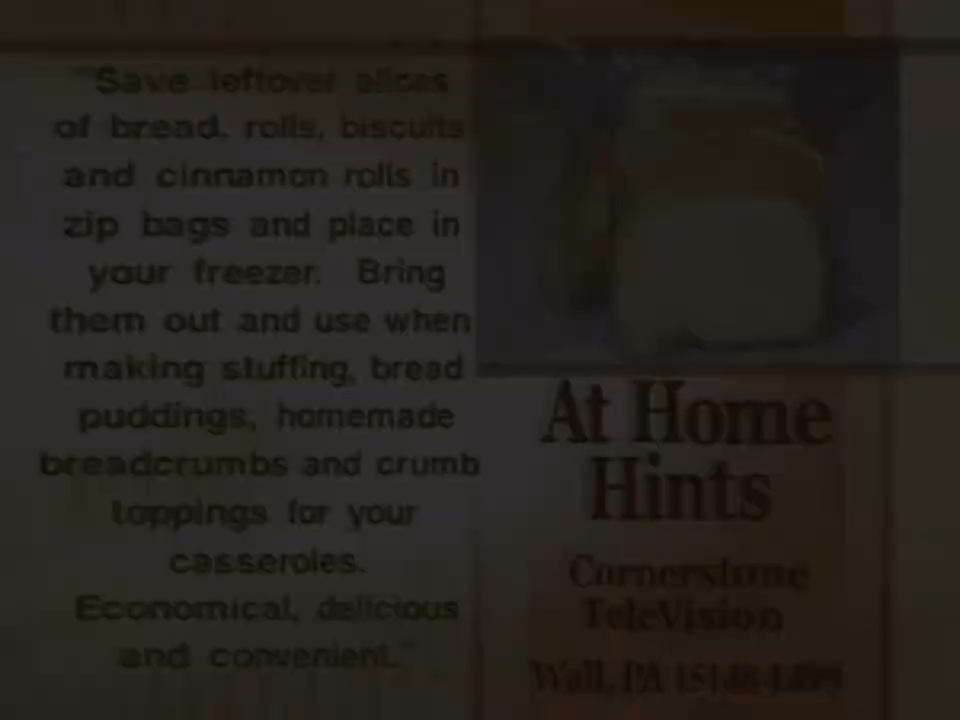 "Save leftover slices
of bread, rolls, biscuits
and cinnamon rolls in
zip bags and place in
your freezer. Bring
them out and use when
making stuffing, bread
puddings, homemade
breadcrumbs and crumb
toppings for your
casseroles.
Economical, delicious
and convenient."
At Home
Hints
Cornerstone
TeleVision
Wall, PA 15148-1499